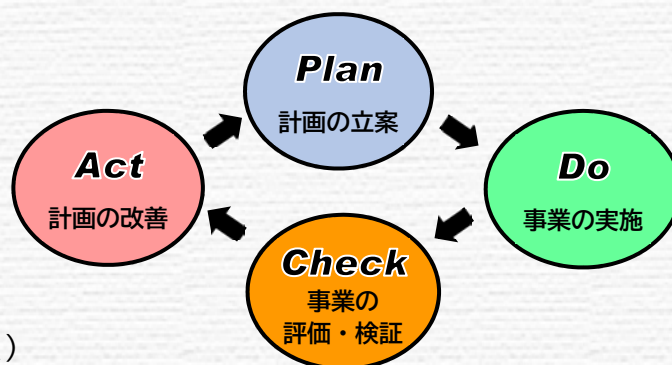 Plan
計画の立案
Act
計画の改善
Do
事業の実施
Check
事業の
評価・検証
)